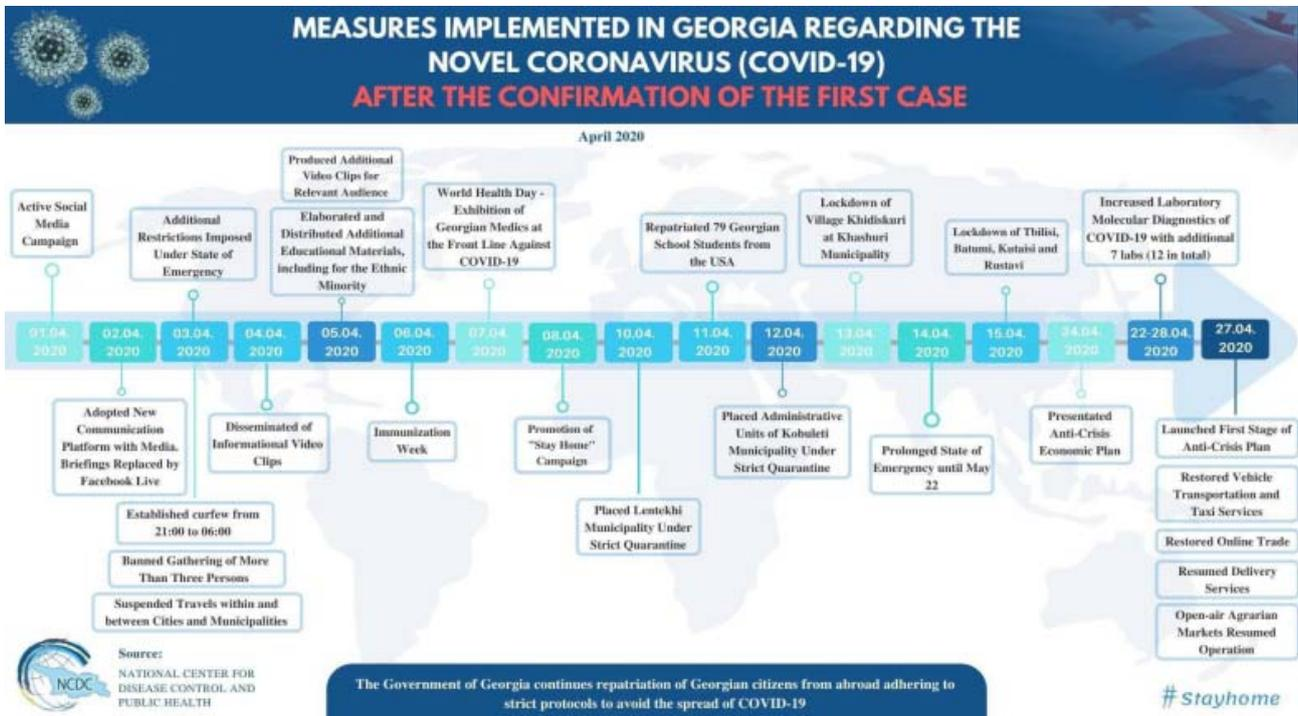 MEASURES IMPLEMENTED IN GEORGIA REGARDING THE
NOVEL CORONAVIRUS (COVID-19)
AFTER THE CONFIRMATION OF THE FIRST CASE
April 2020
Active Social
Media
Campaign
Additional
Restrictions Imposed
Under State of
Emergency
Produced Additional
Video Clips for
Relevant Audience
Elaborated and
Distributed Additional
Educational Materials,
including for the Ethnic
Minority
World Health Day -
Exhibition of
Georgian Medics at
the Front Line Against
COVID-19
Repatriated 79 Georgian
School Students from
the USA
Lockdown of
Village Khidiskuri
at Khashuri
Municipality
Lockdown of Tbilisi,
Batumi, Kutaisi and
Rustavi
Increased Laboratory
Molecular Diagnostics of
COVID-19 with additional
7 labs (12 in total)
01.04.
2020
02.04.
2020
03.04.
2020
04.04.
2020
05.04.
2020
06.04.
2020
07.04.
2020
08.04.
2020
10.04.
2020
11.04.
2020
12.04.
2020
13.04.
2020
14.04.
2020
15.04.
2020
24.04.
2020
22-28.04.
2020
27.04.
2020
Adopted New
Communication
Platform with Media.
Briefings Replaced by
Facebook Live
Established curfew from
21:00 to 06:00
Banned Gathering of More
Than Three Persons
Suspended Travels within and
between Cities and Municipalities
Disseminated of
Informational Video
Clips
Immunization
Week
Promotion of
"Stay Home"
Campaign
Placed Lentekhi
Municipality Under
Strict Quarantine
Placed Administrative
Units of Kobuleti
Municipality Under
Strict Quarantine
Prolonged State of
Emergency until May
22
Presentated
Anti-Crisis
Economic Plan
Launched First Stage of
Anti-Crisis Plan
Restored Vehicle
Transportation and
Taxi Services
Restored Online Trade
Resumed Delivery
Services
Open-air Agrarian
Markets Resumed
Operation
NCDC
Source:
NATIONAL CENTER FOR
DISEASE CONTROL AND
PUBLIC HEALTH
The Government of Georgia continues repatriation of Georgian citizens from abroad adhering to
strict protocols to avoid the spread of COVID-19
#Stayhome